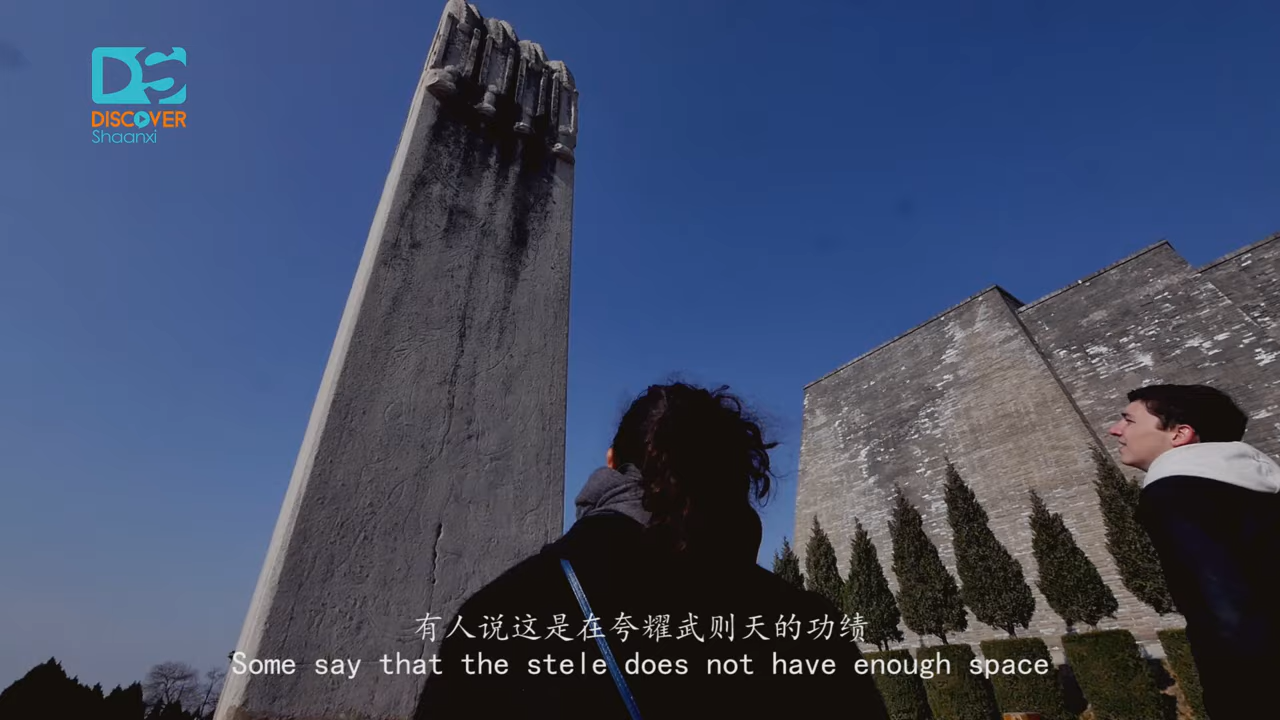 DS
DISCOVER
Shaanxi
有人说这是在夸耀武则天的功绩
Some say that the stele does not have enough space